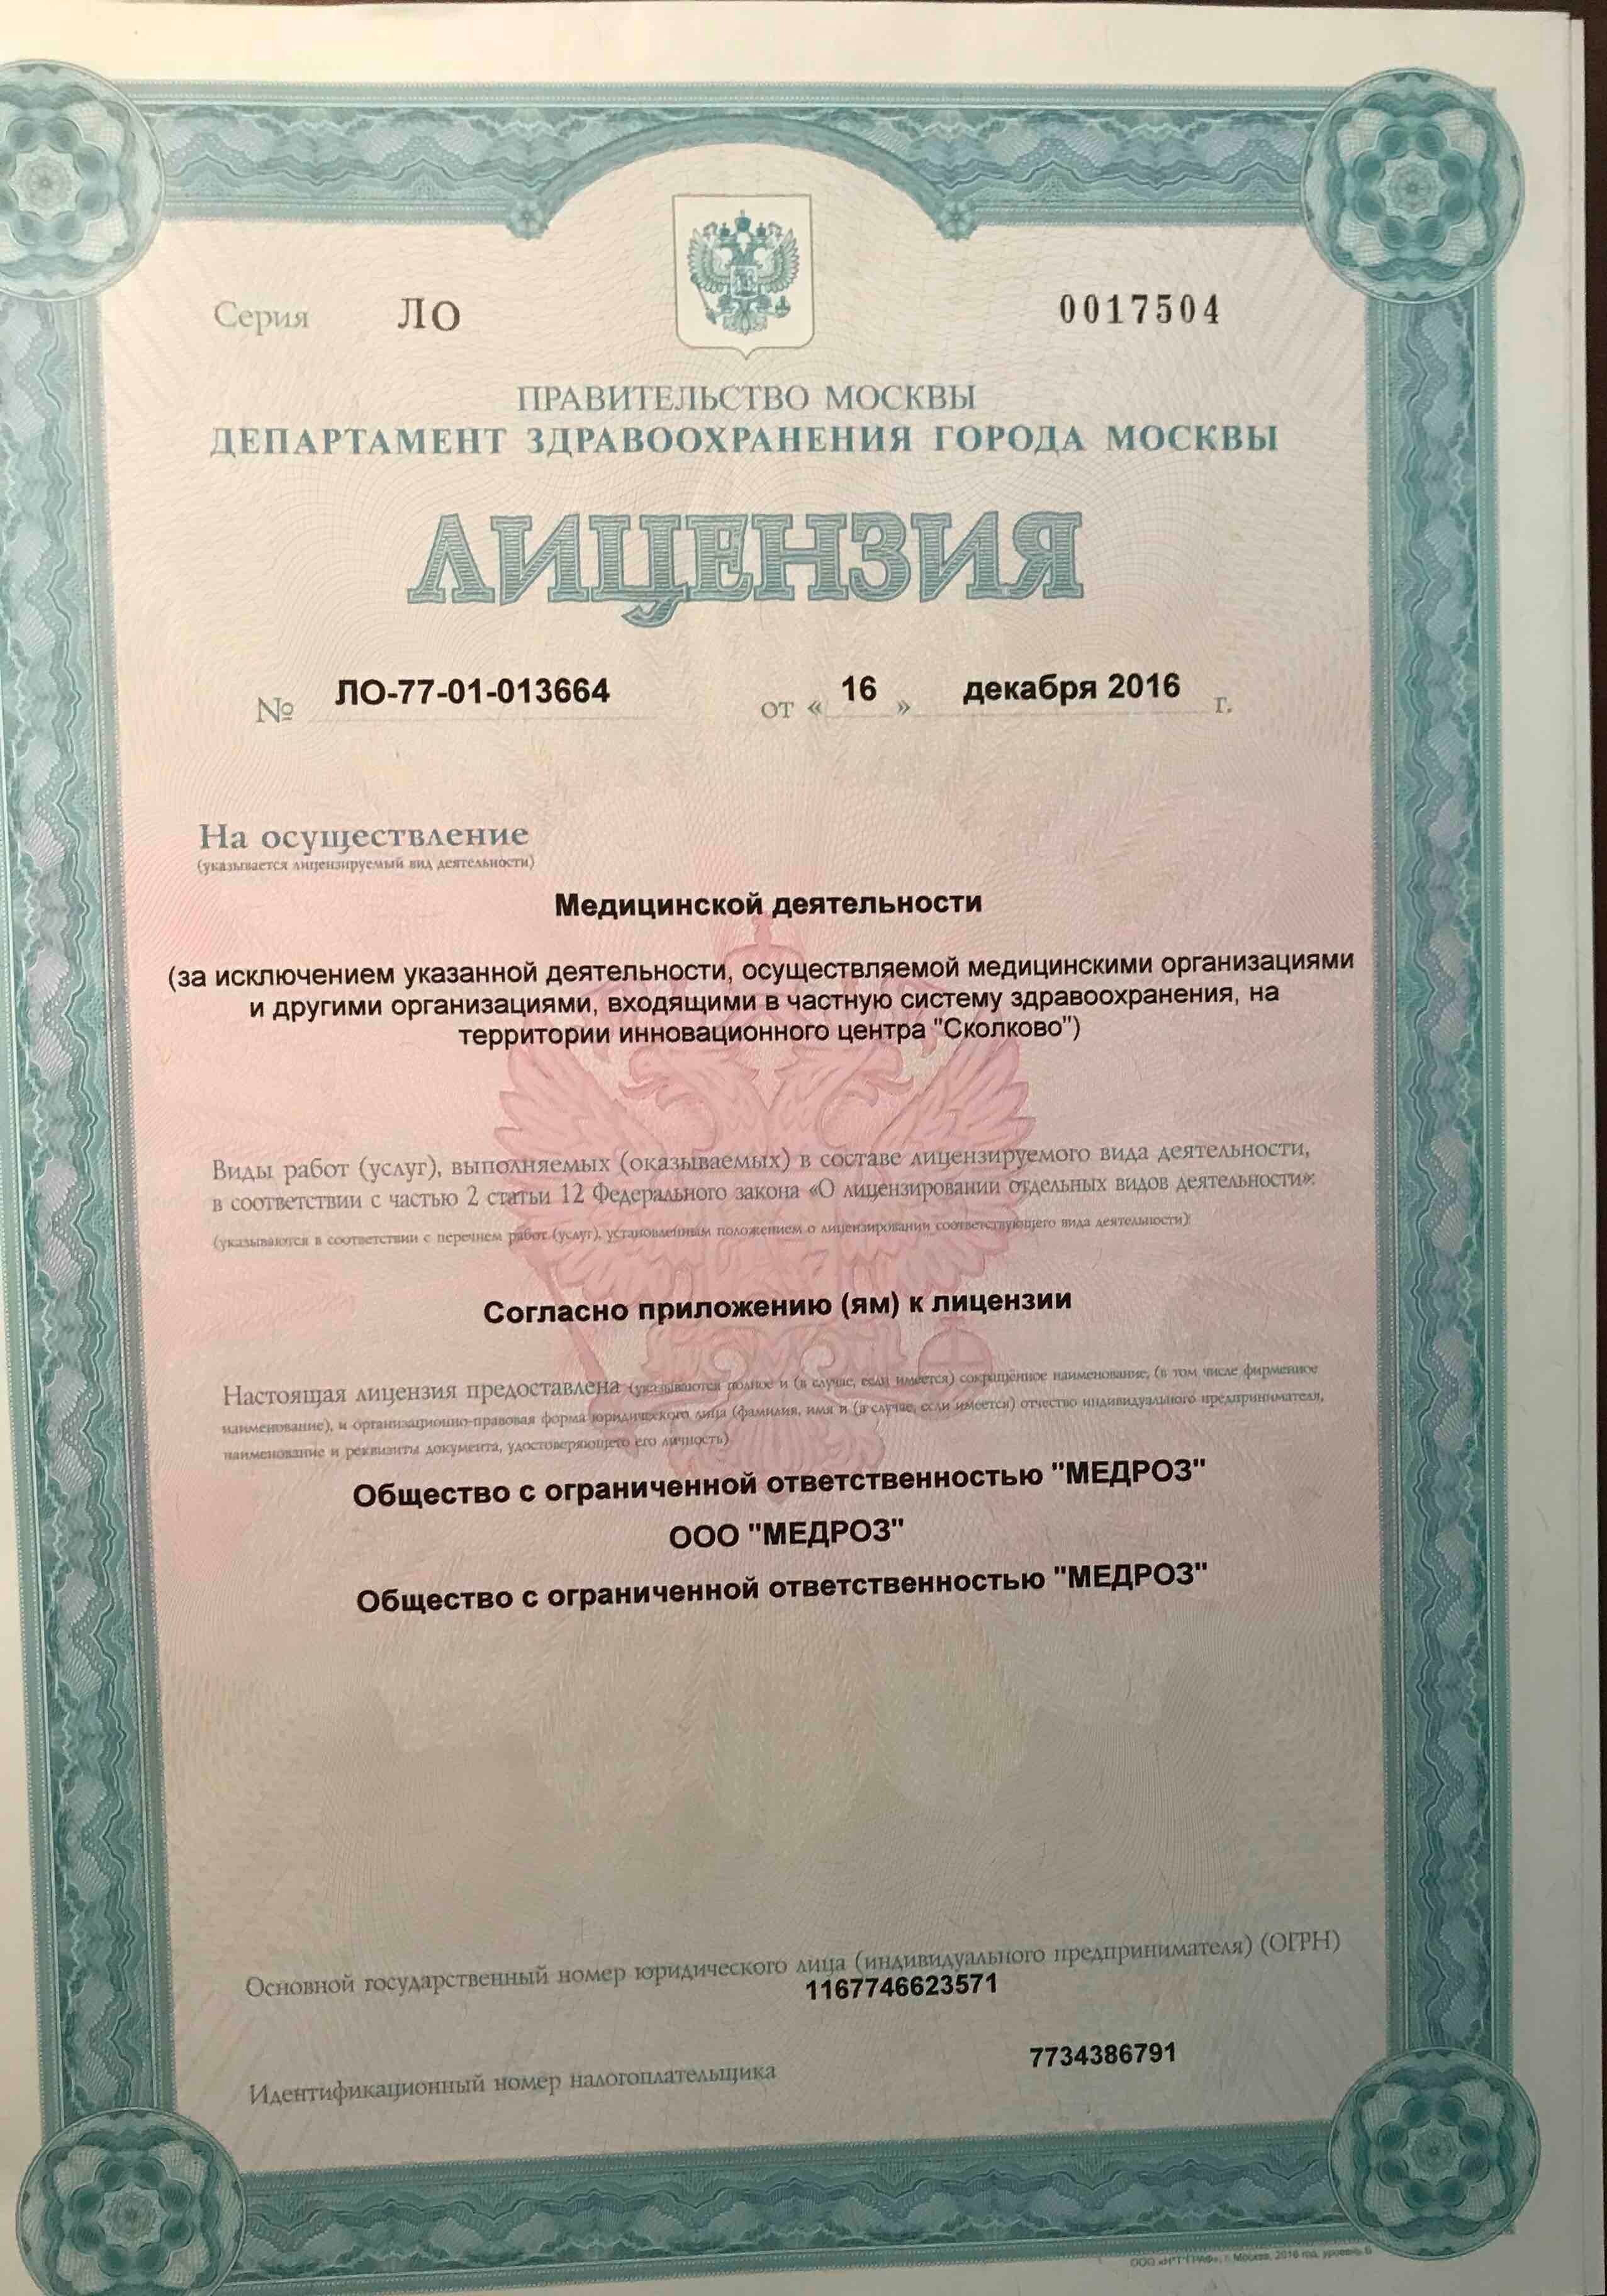 Серия ЛО 0017504
ПРАВИТЕЛЬСТВО МОСКВЫ
ДЕПАРТАМЕНТ ЗДРАВООХРАНЕНИЯ ГОРОДА МОСКВЫ
ЛИЦЕНЗИЯ
№ ЛО-77-01-013664 от « 16 » декабря 2016 г.
На осуществление
(указывается лицензируемый вид деятельности)
Медицинской деятельности
(за исключением указанной деятельности, осуществляемой медицинскими организациями
и другими организациями, входящими в частную систему здравоохранения, на
территории инновационного центра "Сколково")
Виды работ (услуг), выполняемых (оказываемых) в составе лицензируемого вида деятельности,
в соответствии с частью 2 статьи 12 Федерального закона «О лицензировании отдельных видов деятельности»:
(указываются в соответствии с перечнем работ (услуг), установленным положением о лицензировании соответствующего вида деятельности)
Согласно приложению (ям) к лицензии
Настоящая лицензия предоставлена (указываются полное и (в случае, если имеется) сокращённое наименование, (в том числе фирменное
наименование), и организационно-правовая форма юридического лица (фамилия, имя и (в случае, если имеется) отчество индивидуального предпринимателя,
наименование и реквизиты документа, удостоверяющего его личность)
Общество с ограниченной ответственностью "МЕДРОЗ"
ООО "МЕДРОЗ"
Общество с ограниченной ответственностью "МЕДРОЗ"
Основной государственный номер юридического лица (индивидуального предпринимателя) (ОГРН)
1167746623571
7734386791
Идентификационный номер налогоплательщика
ООО «Н*Т*ГРАФ», г. Москва, 2016 год, уровень Б